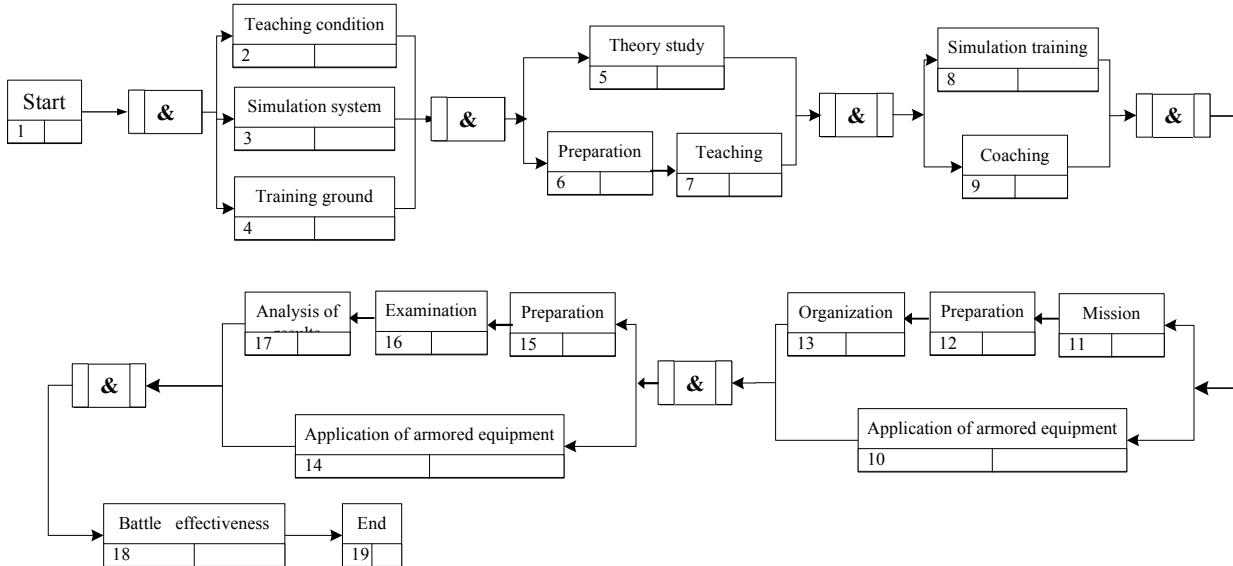 Start
1
&
Teaching condition
2
Simulation system
3
Training ground
4
&
Theory study
5
Preparation
6
Teaching
7
&
Simulation training
8
Coaching
9
&
Mission
11
Preparation
12
Organization
13
Application of armored equipment
10
&
Preparation
15
Examination
16
Analysis of
results
17
Application of armored equipment
14
&
Battle effectiveness
18
End
19